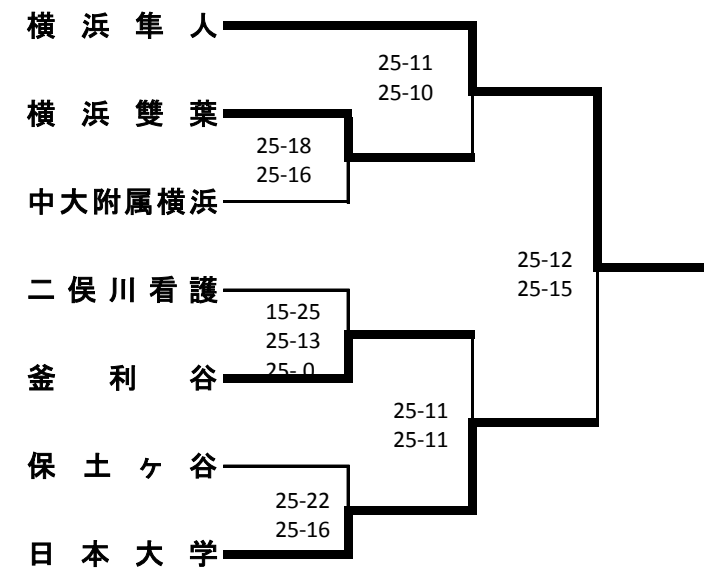 横浜隼人
25-11
25-10
横浜雙葉
25-18
25-16
中大附属横浜
25-12
25-15
二俣川看護
15-25
25-13
25- 0
釜利谷
25-11
25-11
保土ヶ谷
25-22
25-16
日本大学